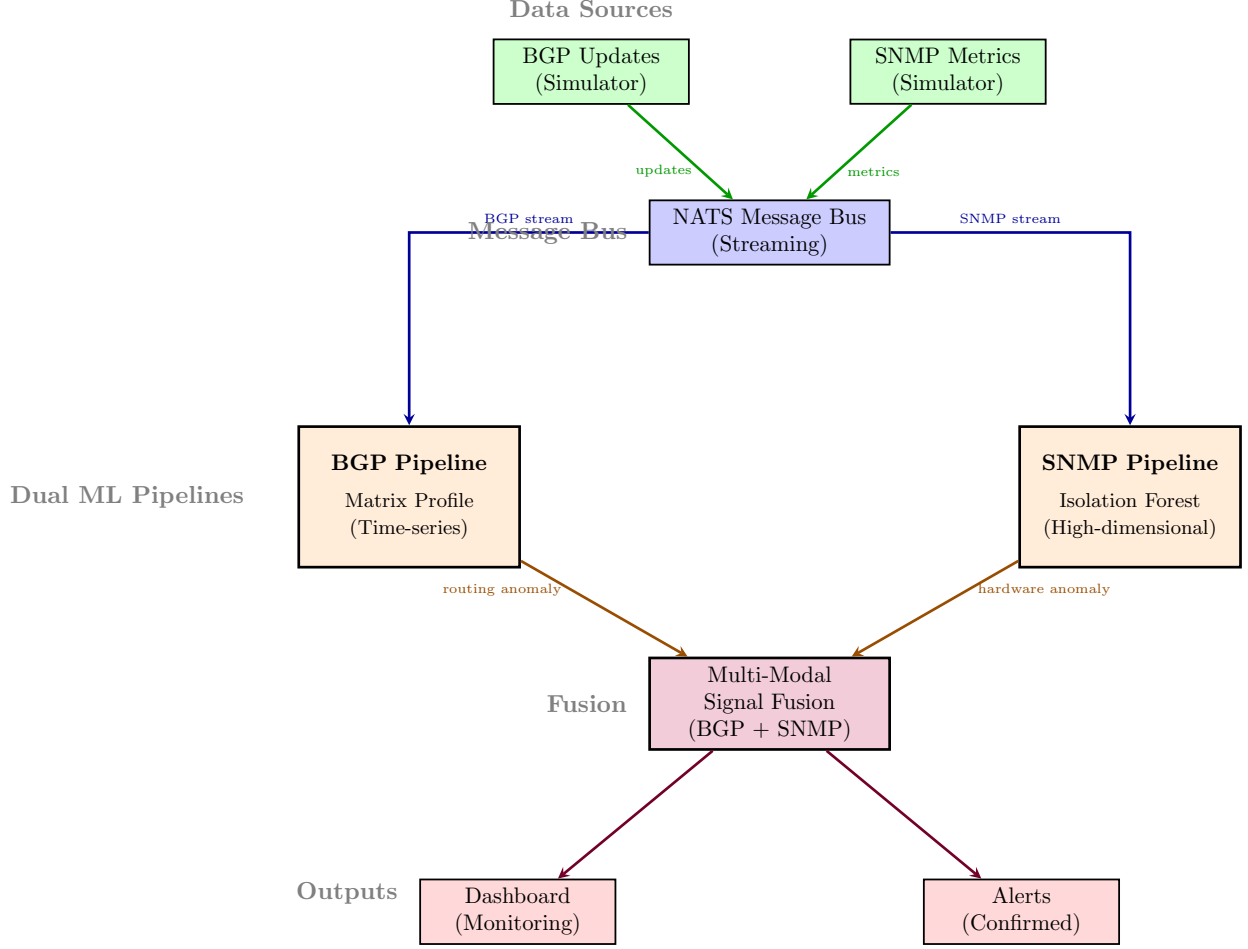 Data Sources
BGP Updates
(Simulator)
SNMP Metrics
(Simulator)
updates
metrics
BGP stream
SNMP stream
Message Bus
NATS Message Bus
(Streaming)
Dual ML Pipelines
BGP Pipeline
Matrix Profile
(Time-series)
SNMP Pipeline
Isolation Forest
(High-dimensional)
routing anomaly
hardware anomaly
Fusion
Multi-Modal
Signal Fusion
(BGP + SNMP)
Outputs
Dashboard
(Monitoring)
Alerts
(Confirmed)